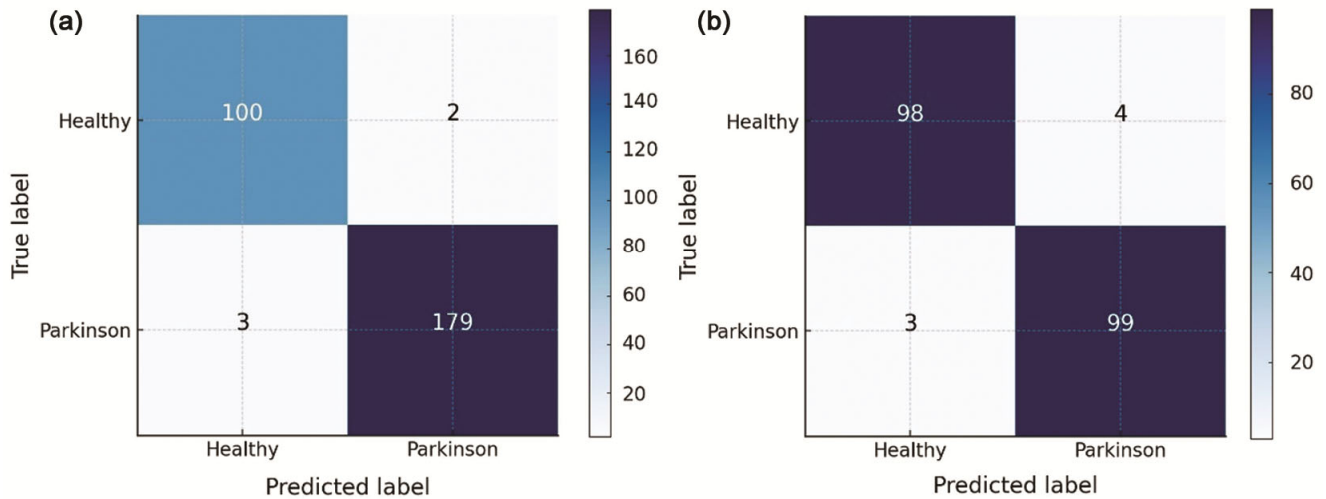 (a)
True label
Healthy
Parkinson
100
2
3
179
Healthy
Parkinson
Predicted label
160
140
120
100
80
60
40
20
(b)
True label
Healthy
Parkinson
98
4
3
99
Healthy
Parkinson
Predicted label
80
60
40
20